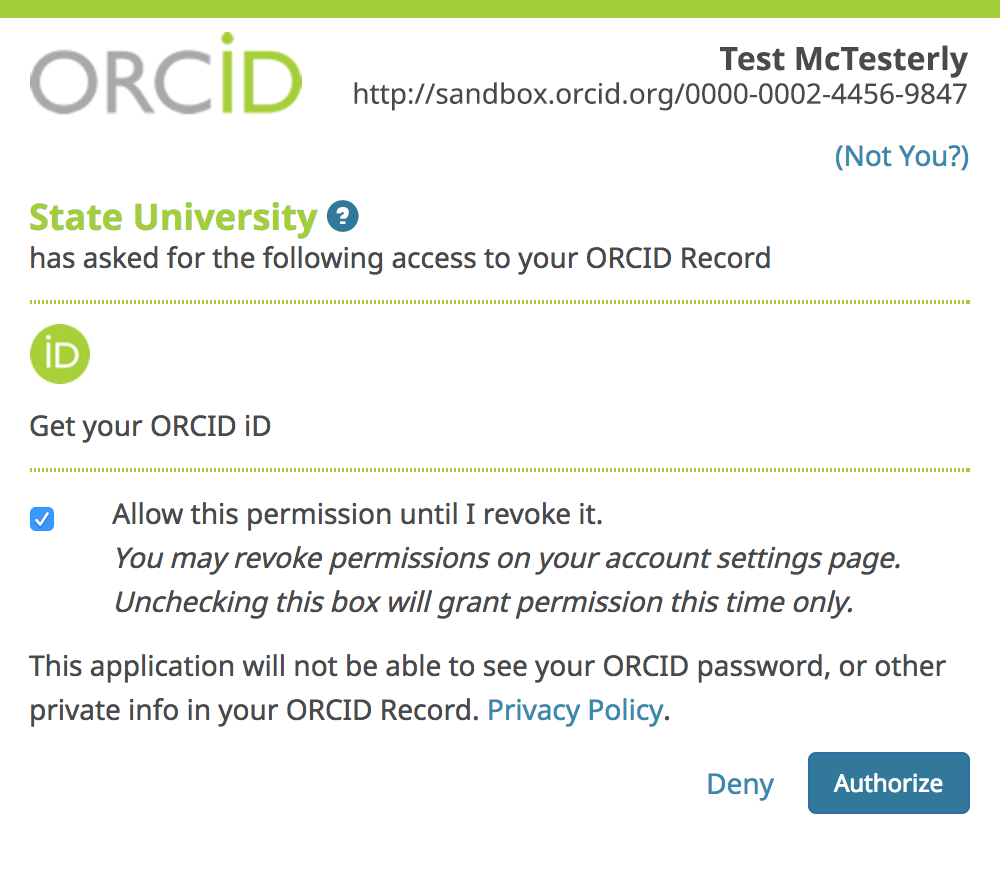 ORCiD
Test McTesterly
http://sandbox.orcid.org/0000-0002-4456-9847
(Not You?)
State University ?
has asked for the following access to your ORCID Record
iD
Get your ORCID iD
Allow this permission until I revoke it.
You may revoke permissions on your account settings page.
Unchecking this box will grant permission this time only.
This application will not be able to see your ORCID password, or other
private info in your ORCID Record. Privacy Policy.
Deny
Authorize